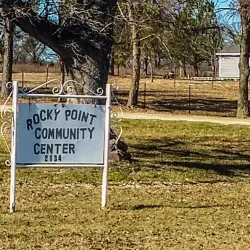 ROCKY POINT
COMMUNITY
CENTER
2134